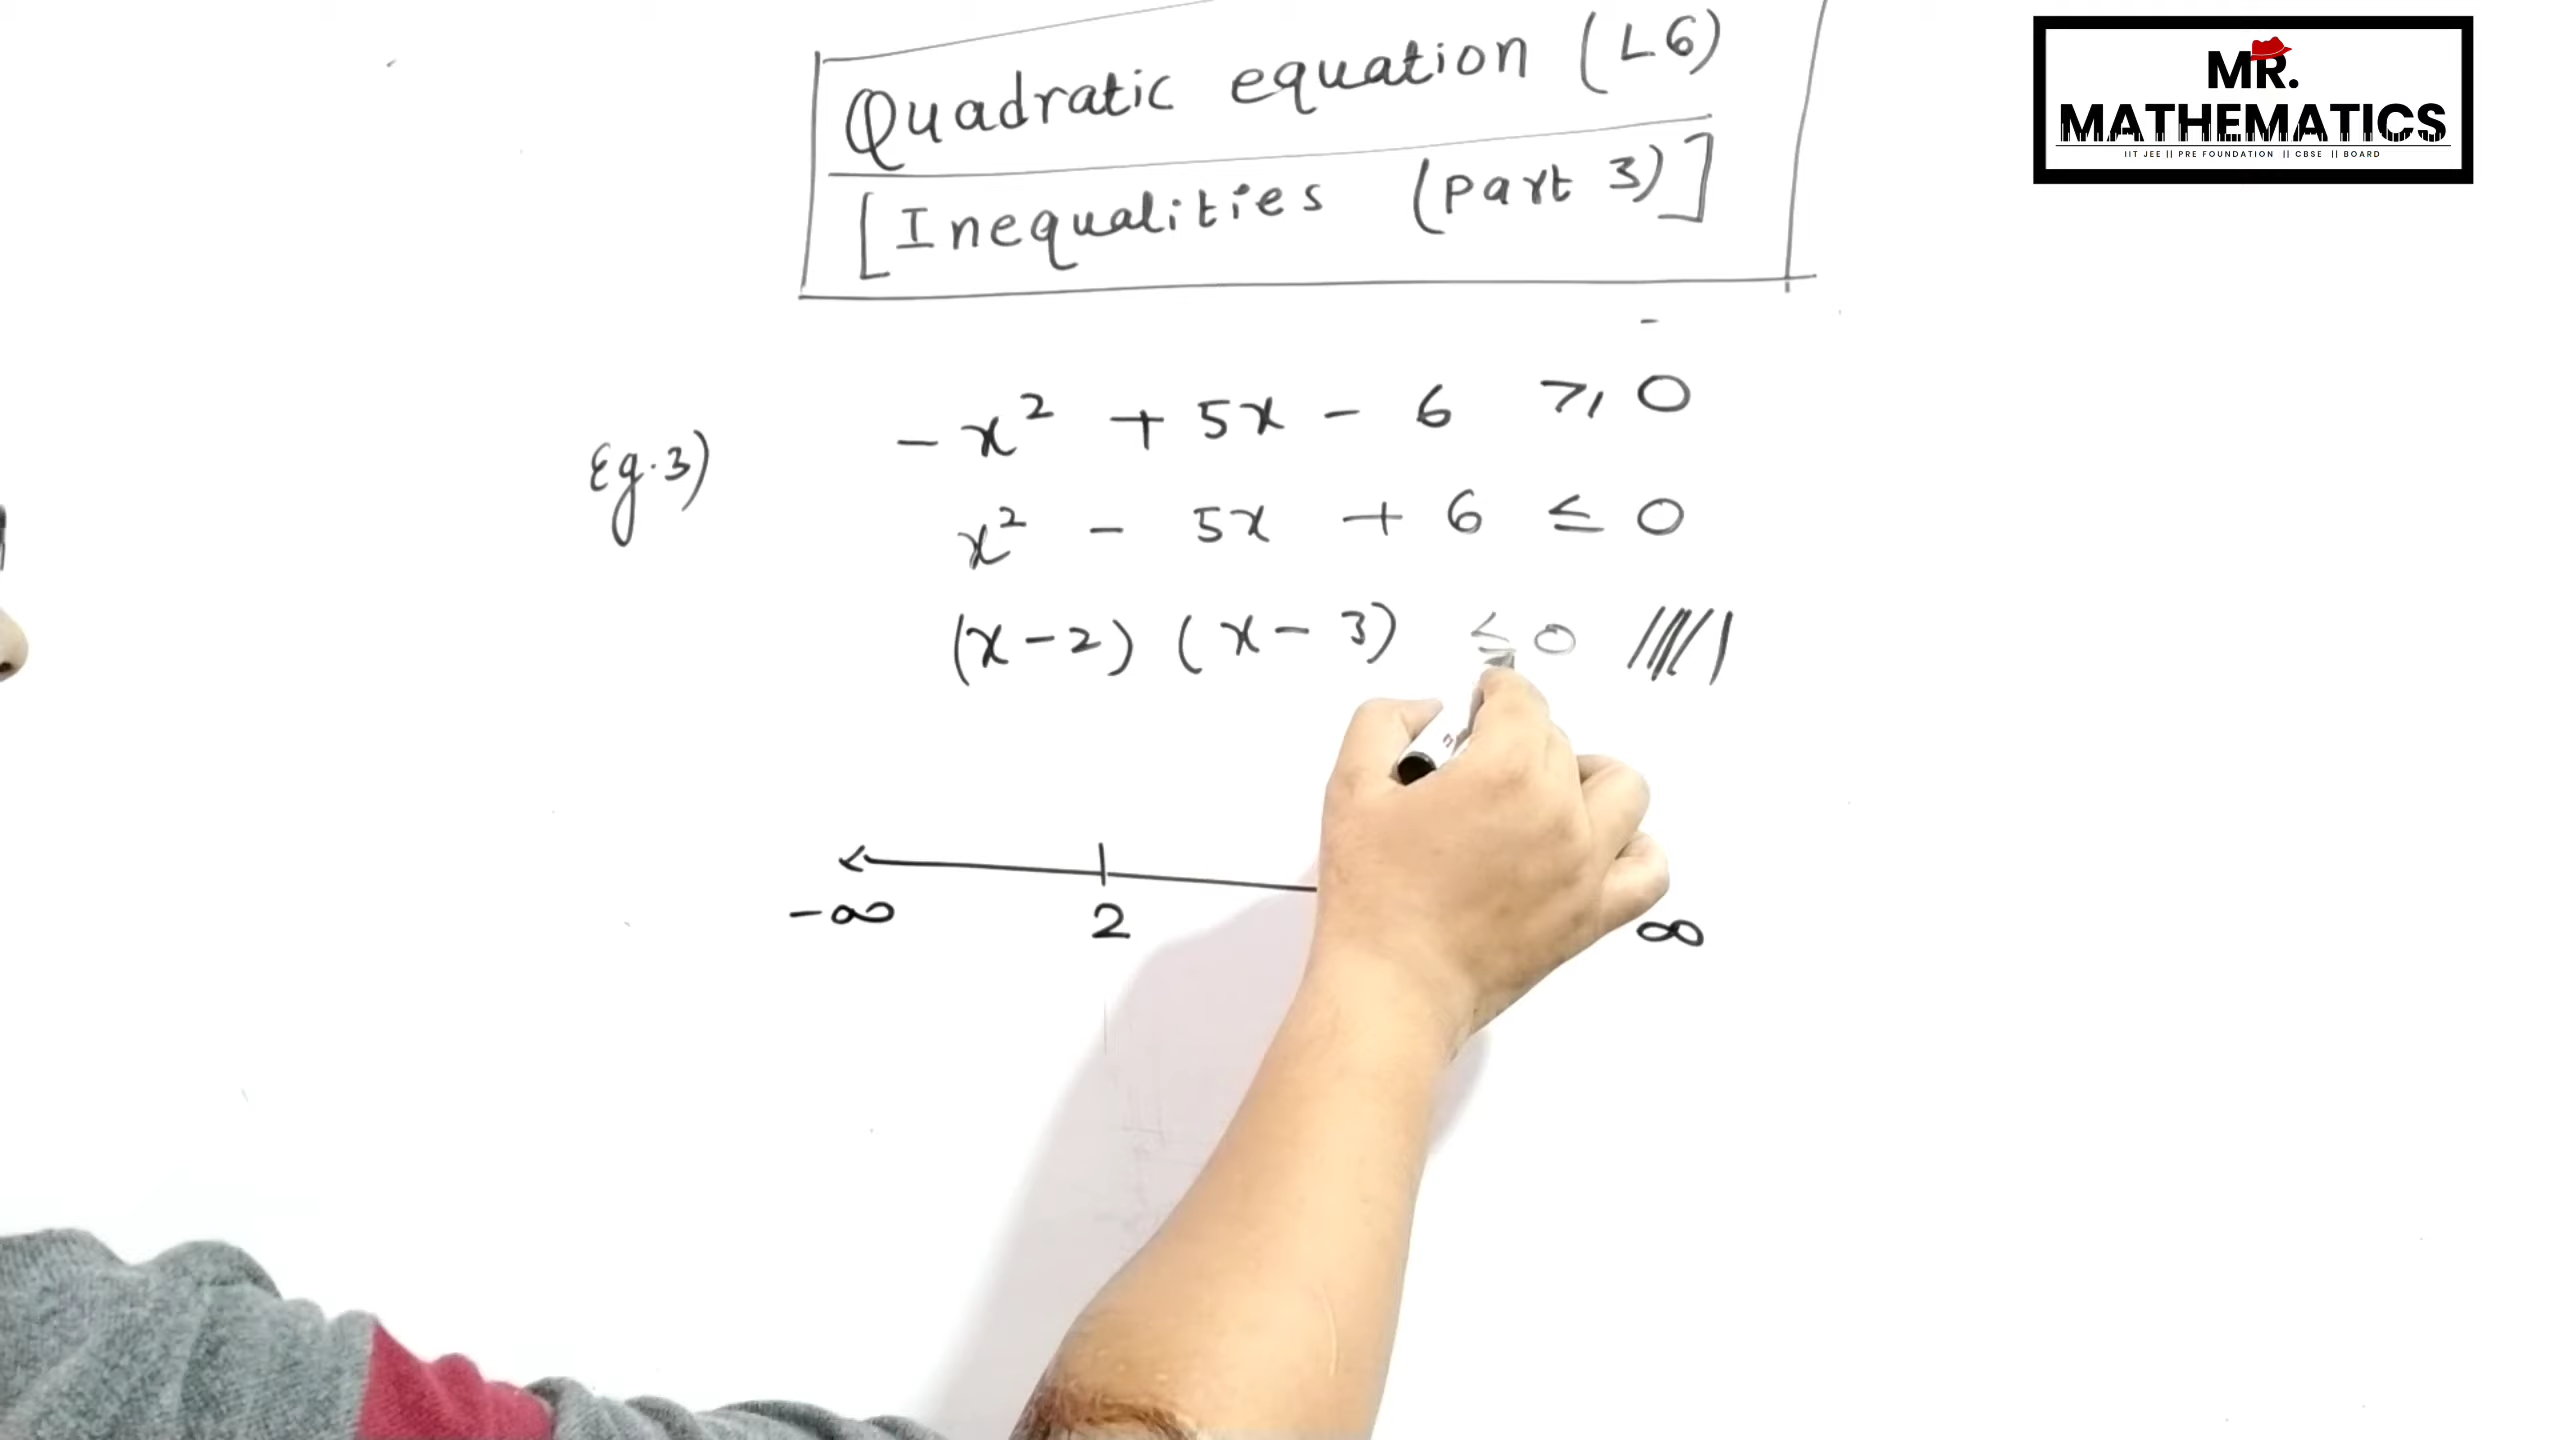 Quadratic equation (L6)
[Inequalities (part 3)]
MR.
MATHEMATICS
IIT JEE || PRE FOUNDATION || CBSE || BOARD
Eg.3)
-x² + 5x - 6 ≥ 0
x² - 5x + 6 ≤ 0
(x-2) (x-3) ≤ 0
-∞ 2 ∞